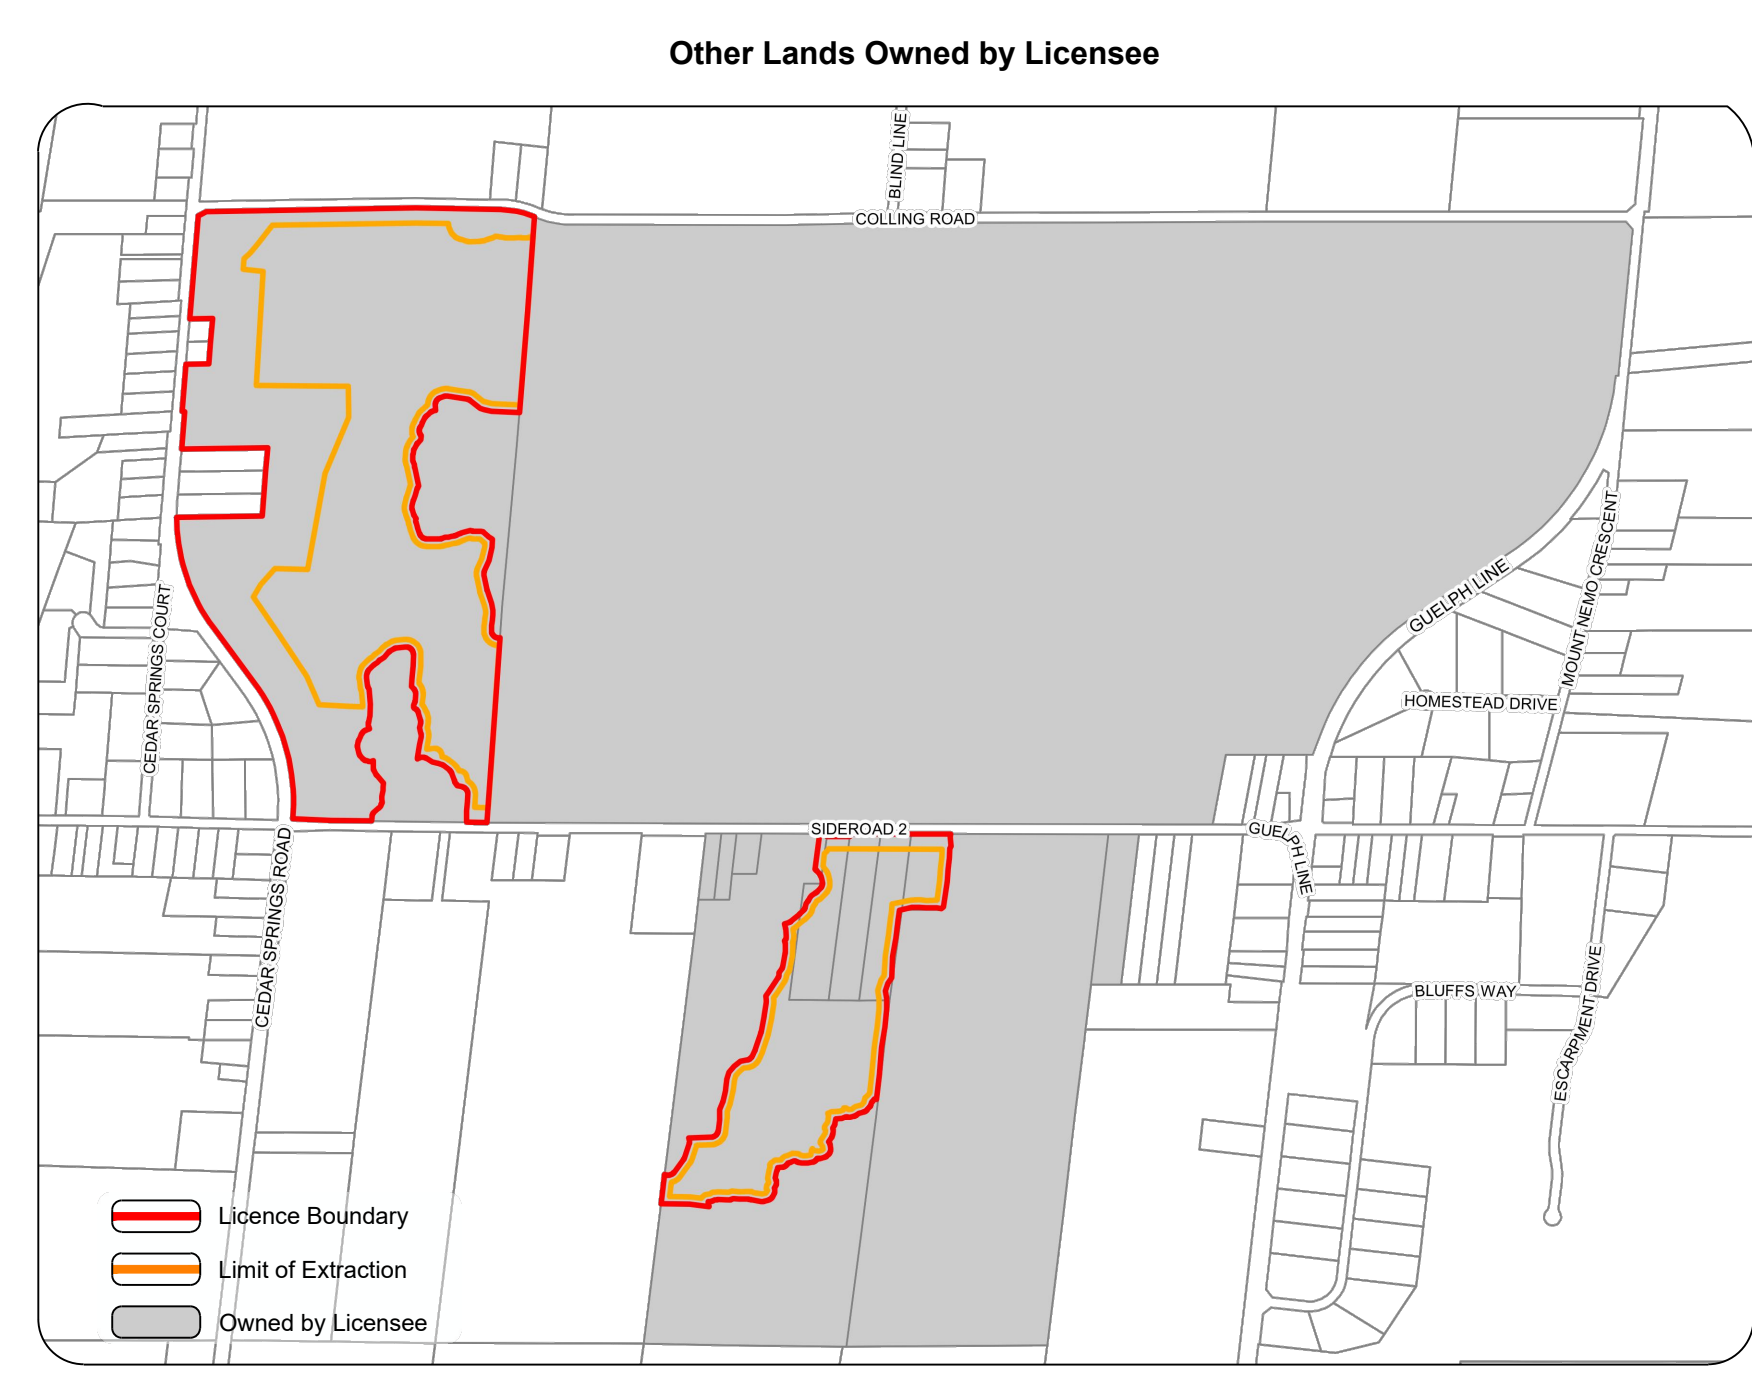 Other Lands Owned by Licensee
BLIND LINE
COLLING ROAD
GUELPH LINE
MOUNT NEMO CRESCENT
CEDAR SPRINGS COURT
HOMESTEAD DRIVE
SIDEROAD 2
GUELPH LINE
CEDAR SPRINGS ROAD
BLUFFS WAY
ESCARPMENT DRIVE
Licence Boundary
Limit of Extraction
Owned by Licensee